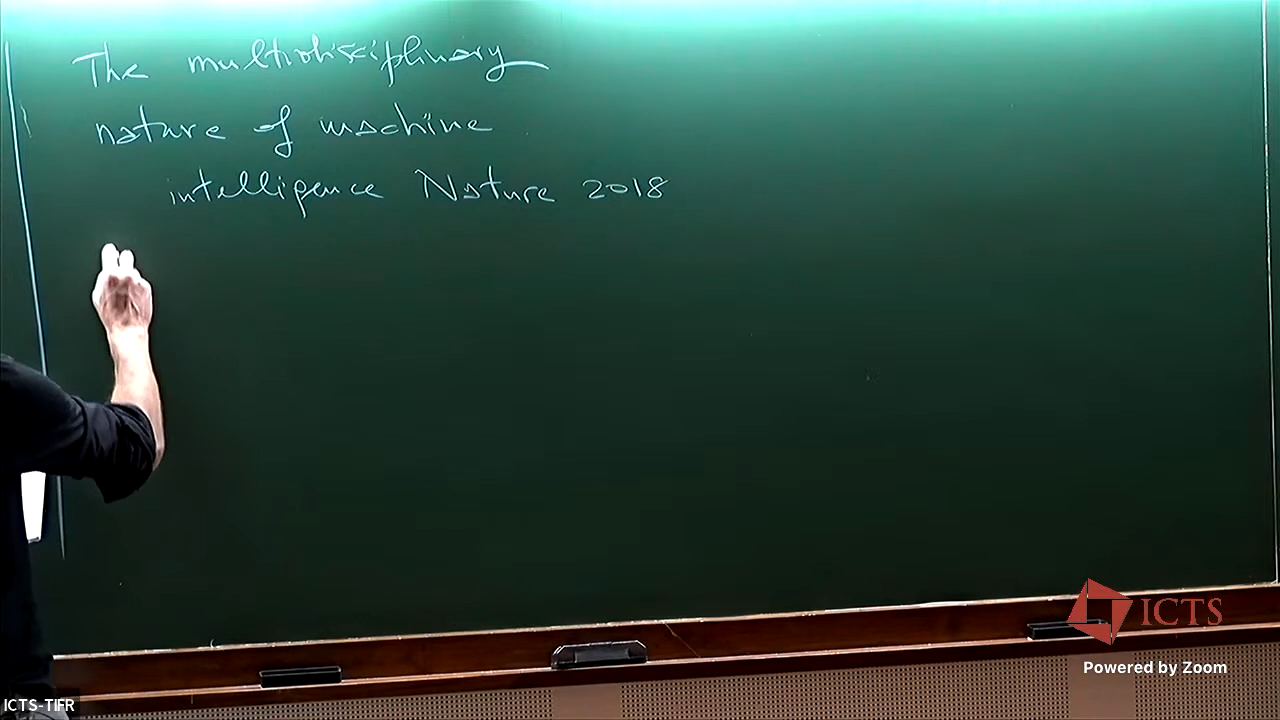 The multidisciplinary
nature of machine
intelligence Nature 2018
ICTS
Powered by Zoom
ICTS-TIFR